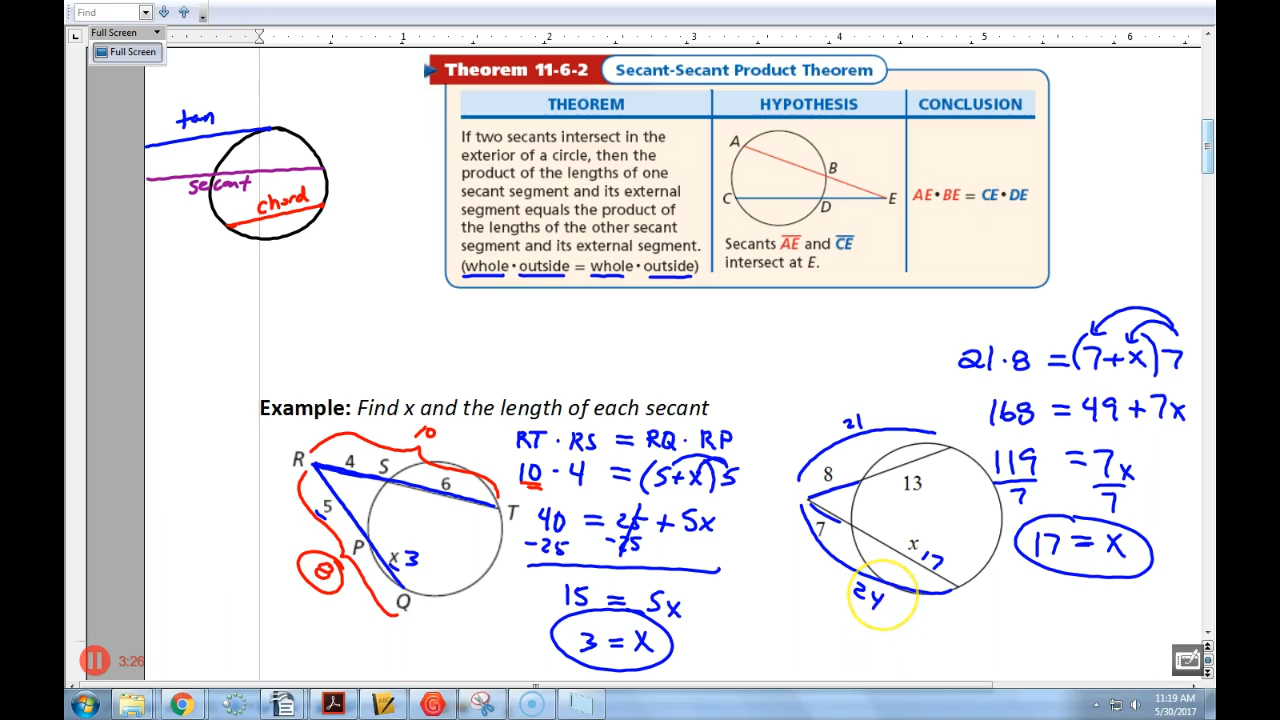 Find
Full Screen
Full Screen
1 2 3 4 5 6
Theorem 11-6-2 Secant-Secant Product Theorem
THEOREM HYPOTHESIS CONCLUSION
If two secants intersect in the
exterior of a circle, then the
product of the lengths of one
secant segment and its external
segment equals the product of
the lengths of the other secant
segment and its external segment.
(whole · outside = whole · outside)
A
B
C
D
E
Secants AE and CE
intersect at E.
AE • BE = CE • DE
tan
secant
chord
Example: Find x and the length of each secant
10
R 4 S
6
T
5
P x 3
8
Q
RT · RS = RQ · RP
10 · 4 = (5+x)5
40 = 25 + 5x
-25 -25
15 = 5x
3 = x
21
8
13
7
x 17
24
21·8 = (7+x)7
168 = 49 + 7x
119 = 7x
7 7
17 = x
3:26
11:19 AM
5/30/2017